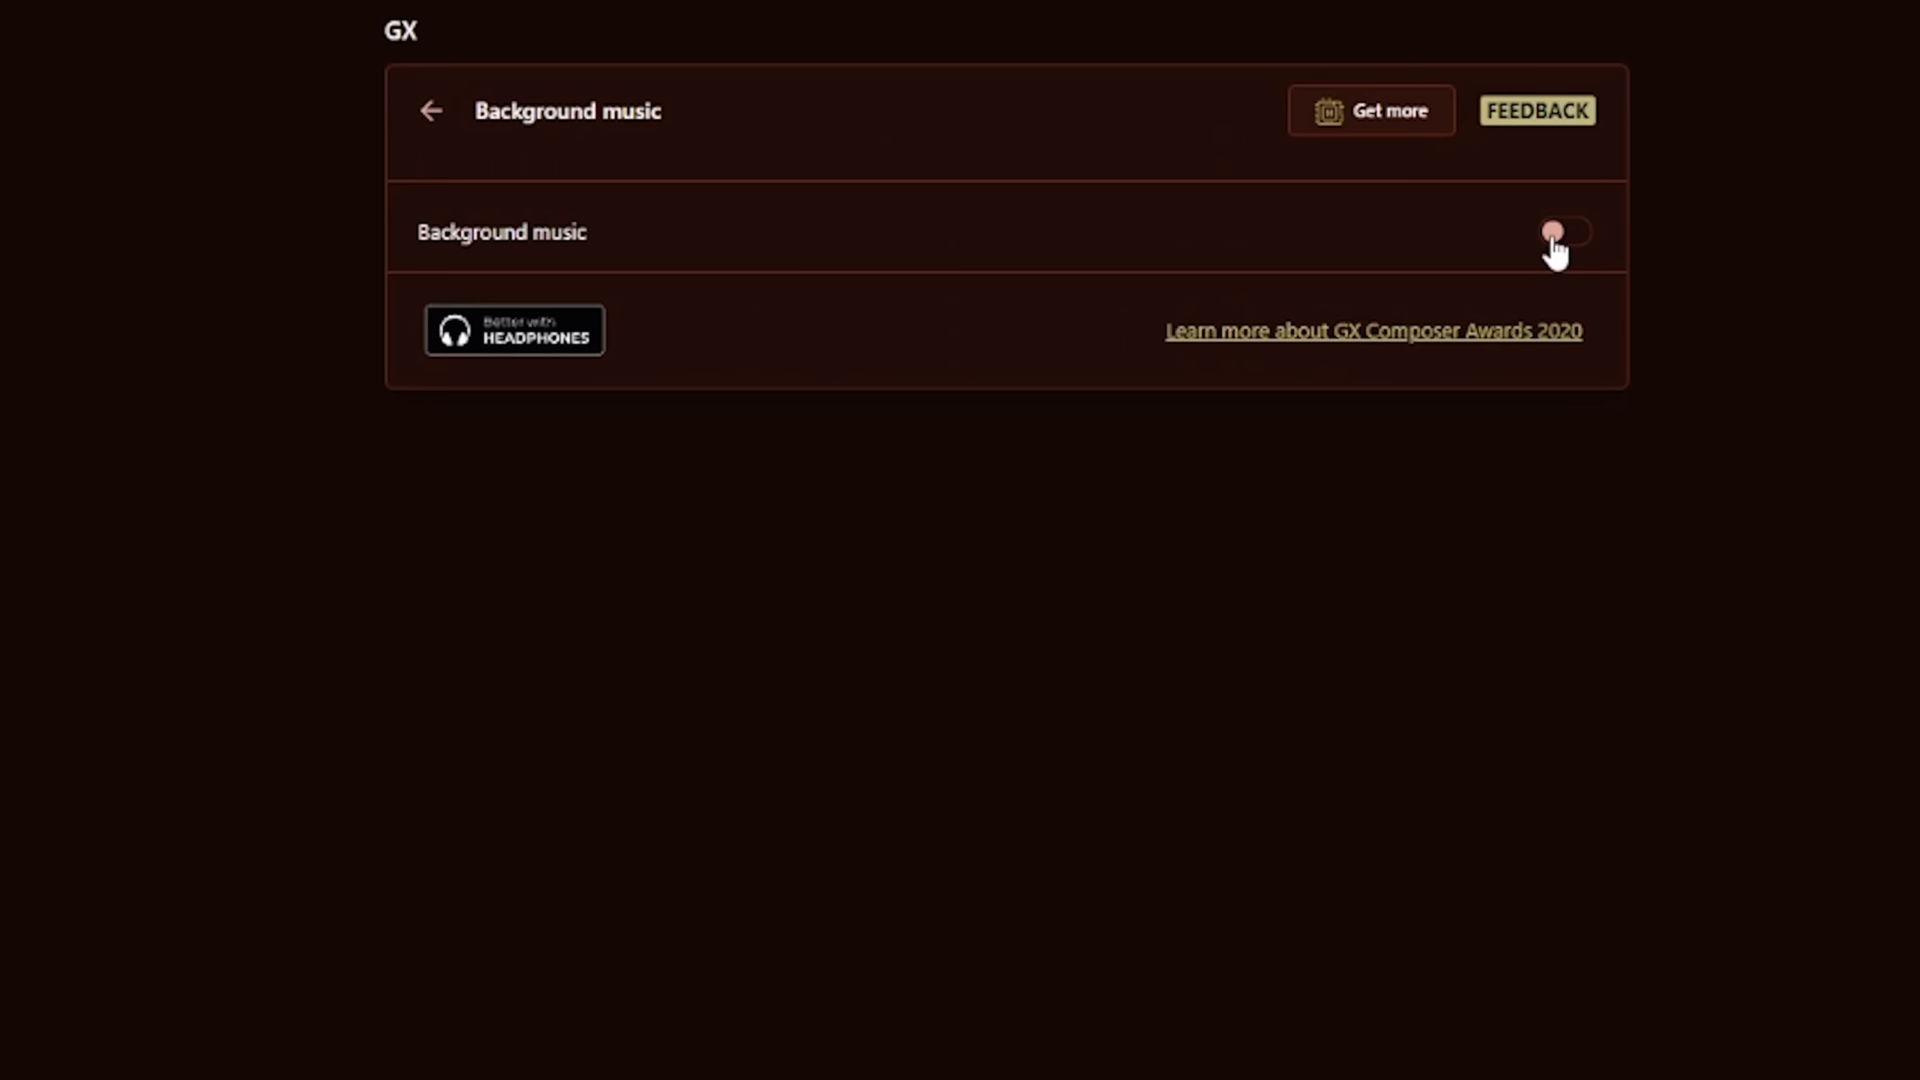 GX
Background music
Get more
FEEDBACK
Background music
Better with
HEADPHONES
Learn more about GX Composer Awards 2020